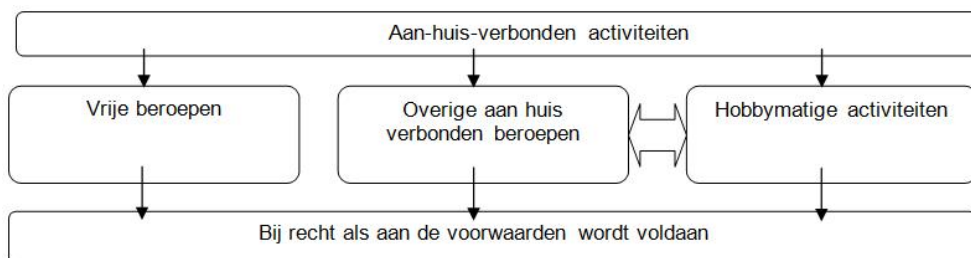 Aan-huis-verbonden activiteiten
Vrije beroepen
Overige aan huis
verbonden beroepen
Hobbymatige activiteiten
Bij recht als aan de voorwaarden wordt voldaan